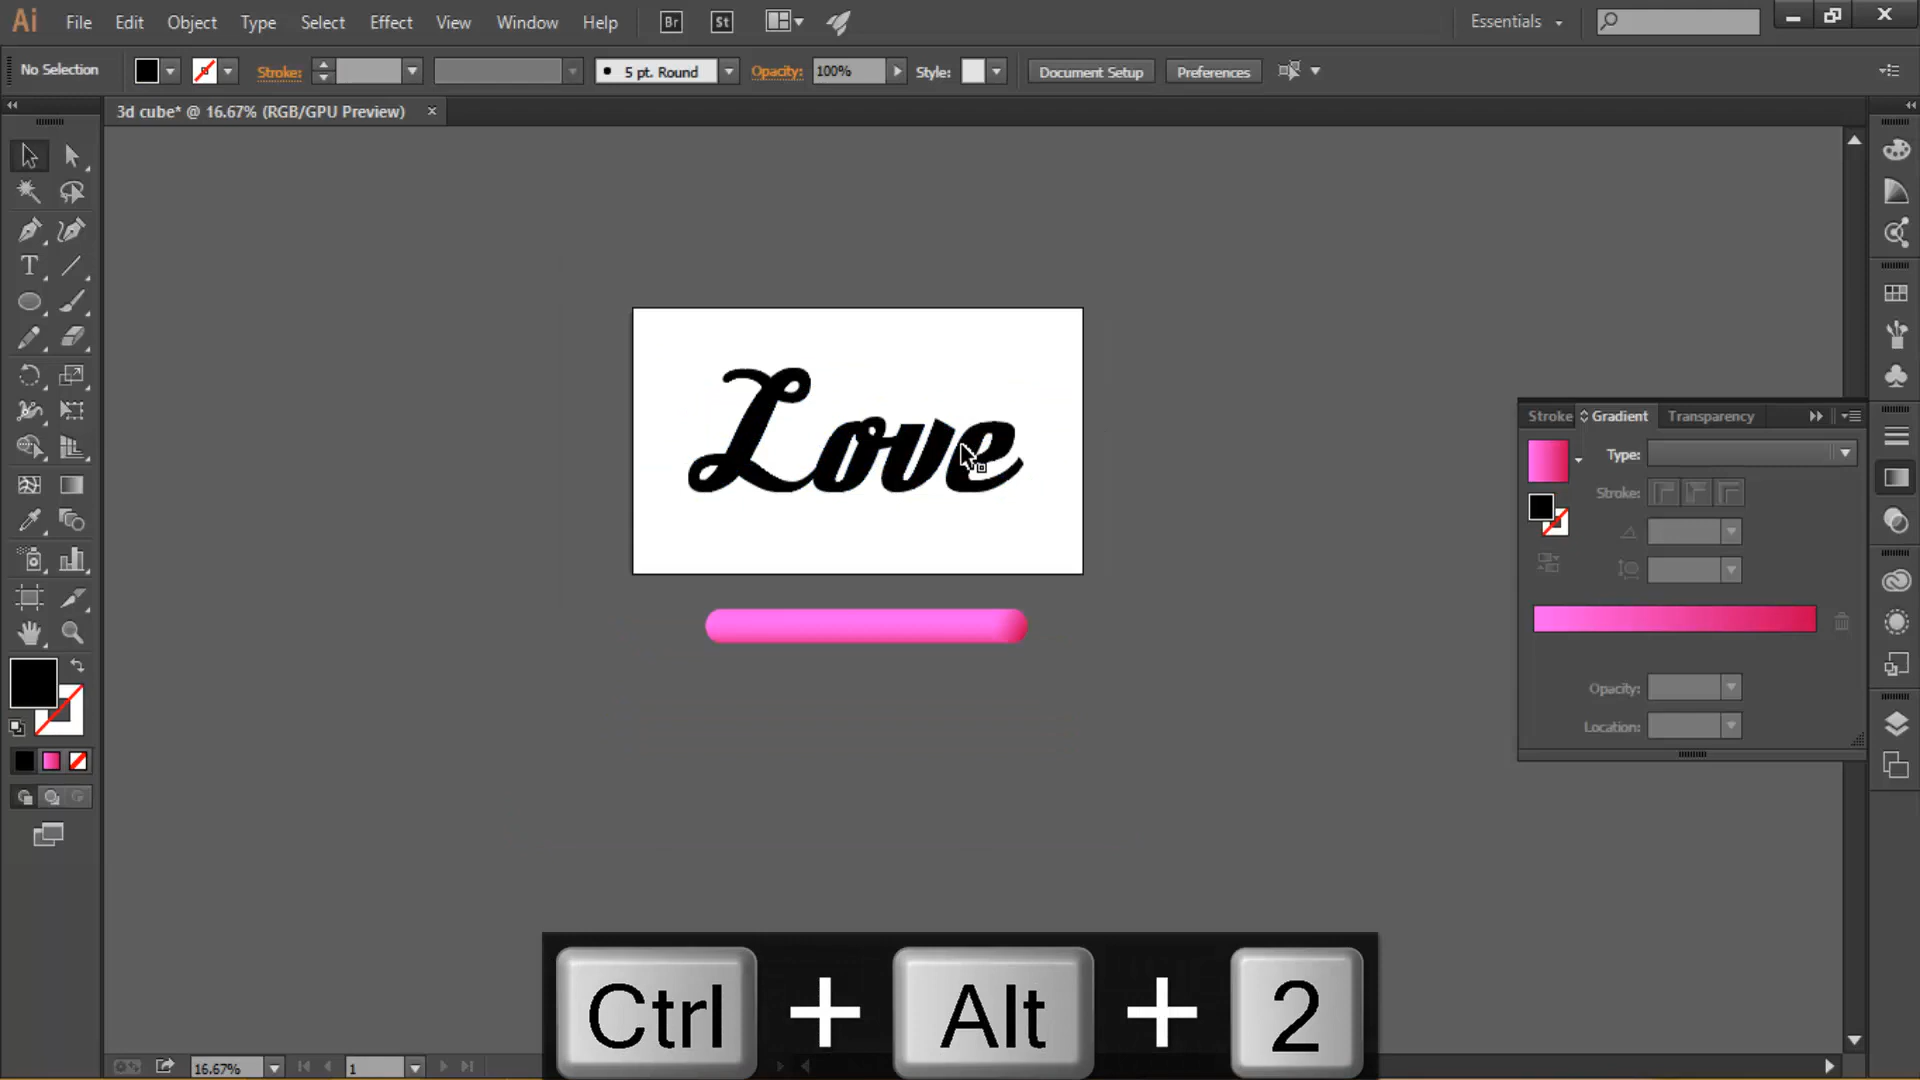 Ai File Edit Object Type Select Effect View Window Help Br St Essentials
No Selection Stroke: 5 pt. Round Opacity: 100% Style: Document Setup Preferences
3d cube* @ 16.67% (RGB/GPU Preview) ×
Love
Stroke Gradient Transparency
Type:
Stroke:
Opacity:
Location:
T
Ctrl + Alt + 2
16.67% 1